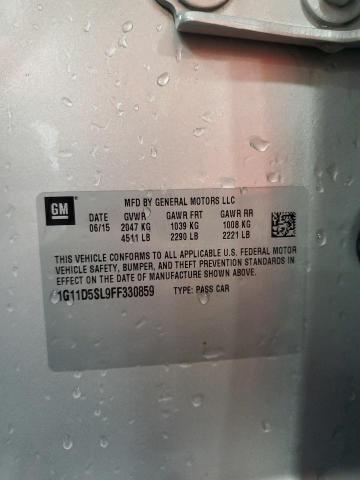 GM
MFD BY GENERAL MOTORS LLC
DATE GVWR GAWR FRT GAWR RR
06/15 2047 KG 1039 KG 1008 KG
4511 LB 2290 LB 2221 LB
THIS VEHICLE CONFORMS TO ALL APPLICABLE U.S. FEDERAL MOTOR
VEHICLE SAFETY, BUMPER, AND THEFT PREVENTION STANDARDS IN
EFFECT ON THE DATE OF MANUFACTURE SHOWN ABOVE.
1G11D5SL9FF330859 TYPE: PASS CAR